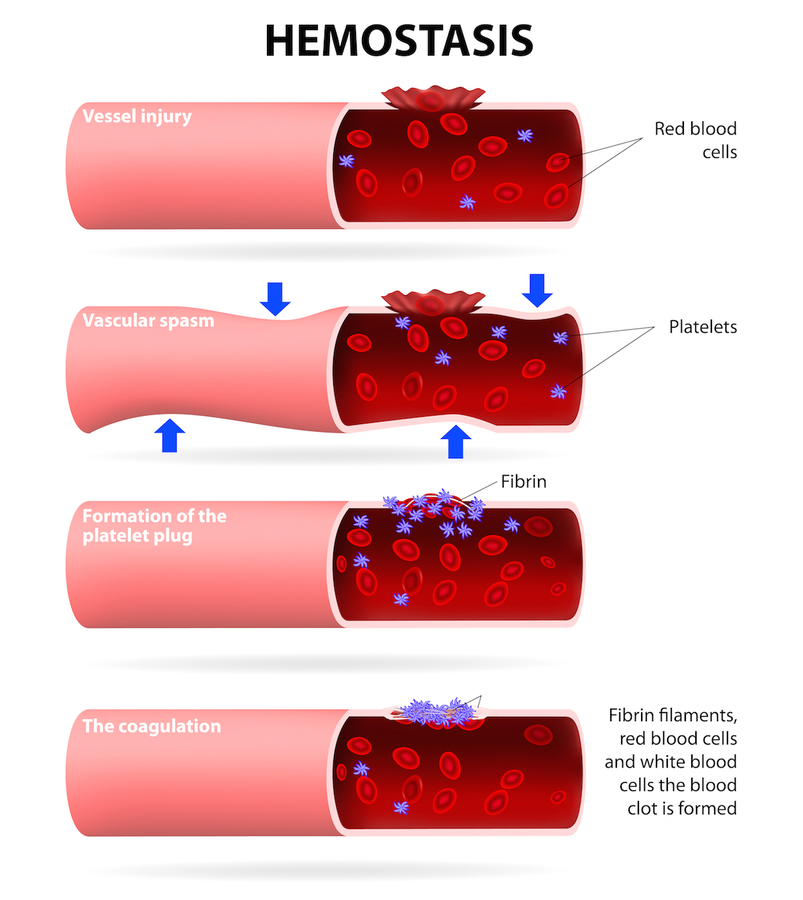 HEMOSTASIS
Vessel injury
Red blood
cells
Vascular spasm
Platelets
Fibrin
Formation of the
platelet plug
The coagulation
Fibrin filaments,
red blood cells
and white blood
cells the blood
clot is formed